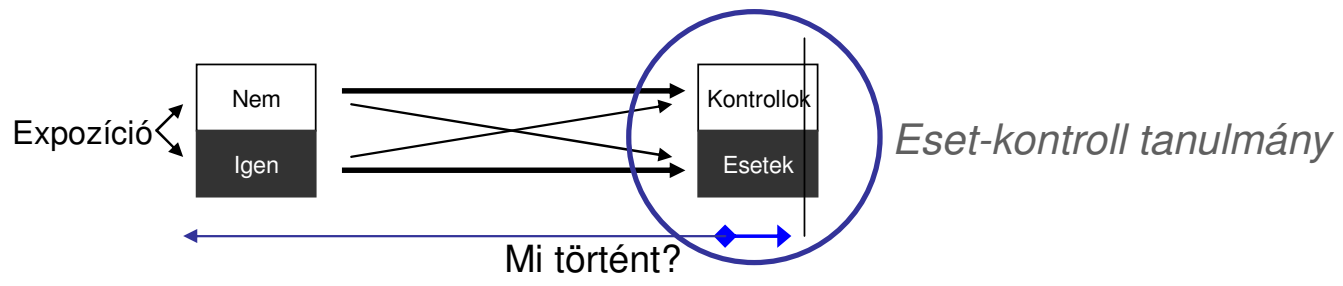 Nem
Kontrollok
Expozíció
Eset-kontroll tanulmány
Igen
Esetek
Mi történt?